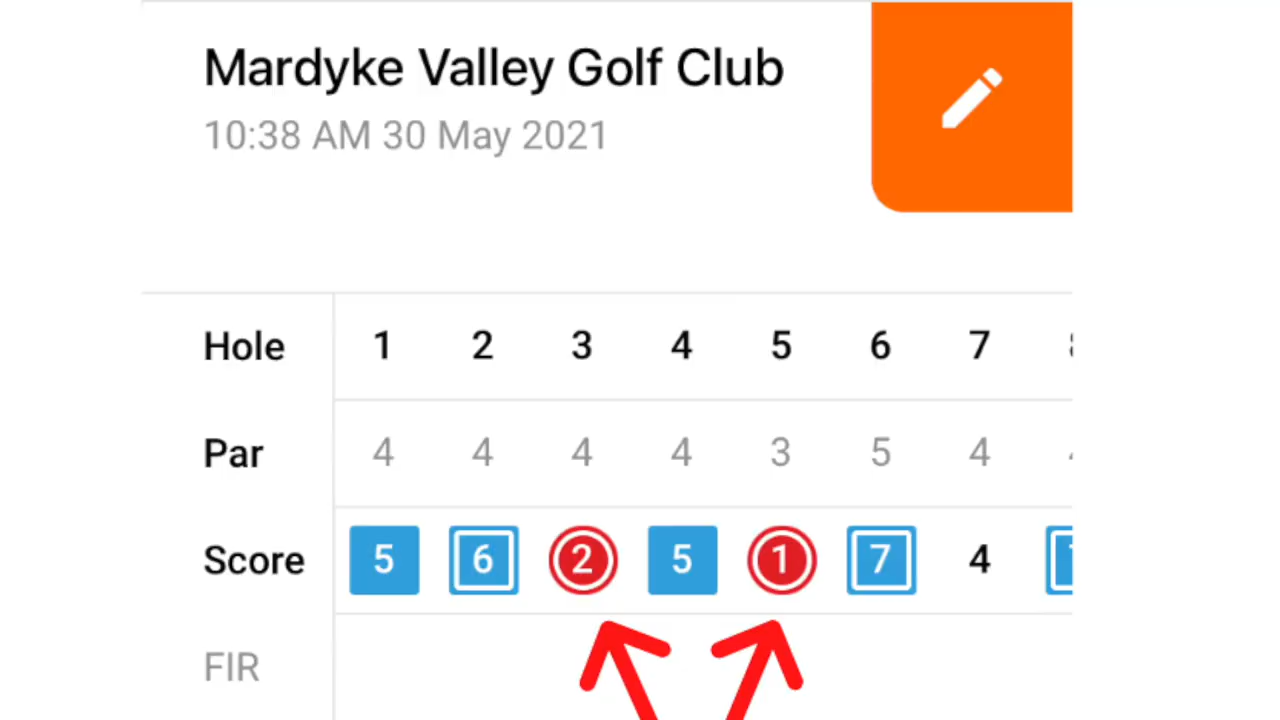 Mardyke Valley Golf Club
10:38 AM 30 May 2021
Hole 1 2 3 4 5 6 7
Par 4 4 4 4 3 5 4
Score 5 6 2 5 1 7 4
FIR